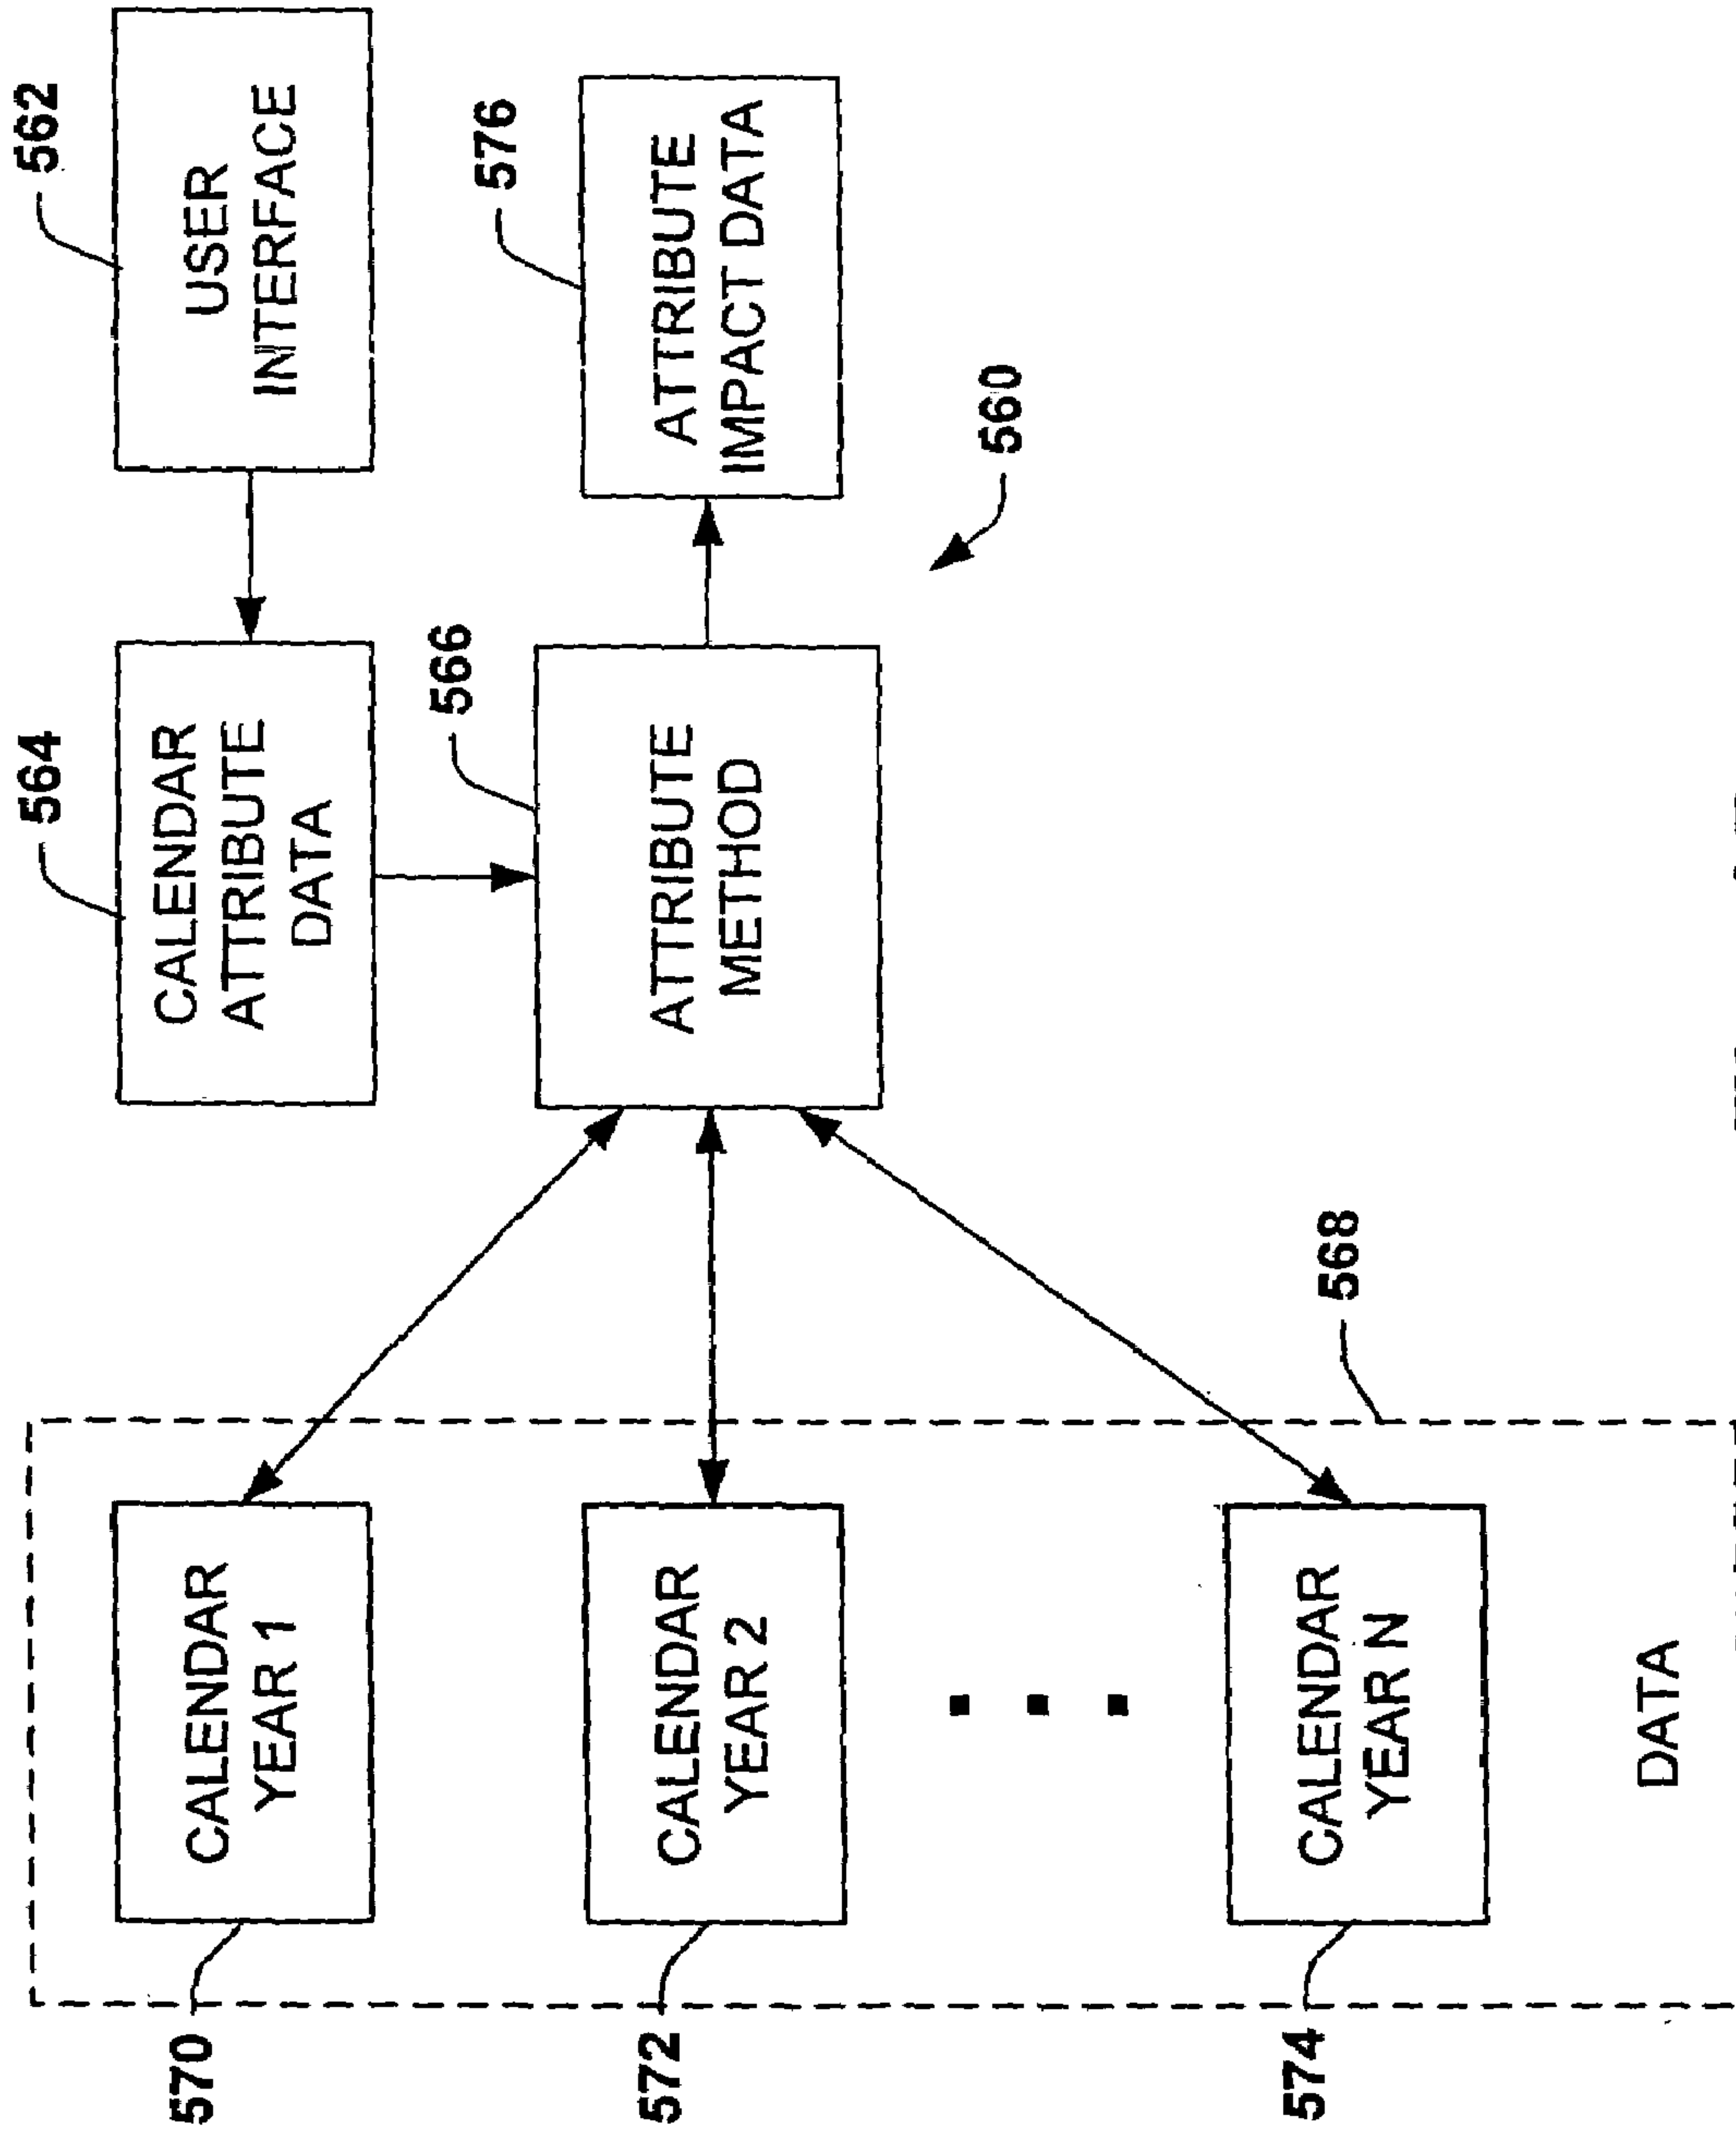 570
CALENDAR
YEAR 1
572
CALENDAR
YEAR 2
574
CALENDAR
YEAR N
DATA
568
564
CALENDAR
ATTRIBUTE
DATA
566
ATTRIBUTE
METHOD
562
USER
INTERFACE
576
ATTRIBUTE
IMPACT DATA
560